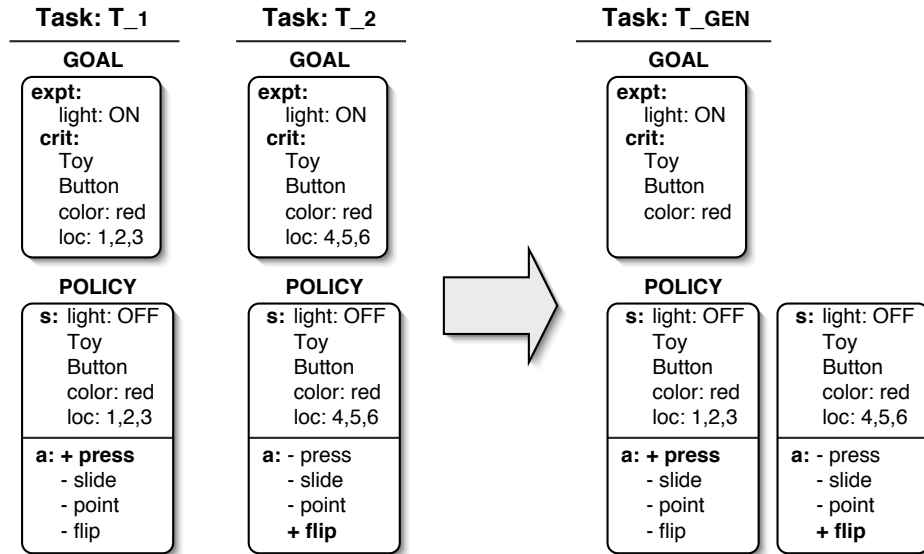 Task: T_1
GOAL
expt:
light: ON
crit:
Toy
Button
color: red
loc: 1,2,3
POLICY
s: light: OFF
Toy
Button
color: red
loc: 1,2,3
a: + press
- slide
- point
- flip
Task: T_2
GOAL
expt:
light: ON
crit:
Toy
Button
color: red
loc: 4,5,6
POLICY
s: light: OFF
Toy
Button
color: red
loc: 4,5,6
a: - press
- slide
- point
+ flip
Task: T_GEN
GOAL
expt:
light: ON
crit:
Toy
Button
color: red
POLICY
s: light: OFF
Toy
Button
color: red
loc: 1,2,3
a: + press
- slide
- point
- flip
s: light: OFF
Toy
Button
color: red
loc: 4,5,6
a: - press
- slide
- point
+ flip